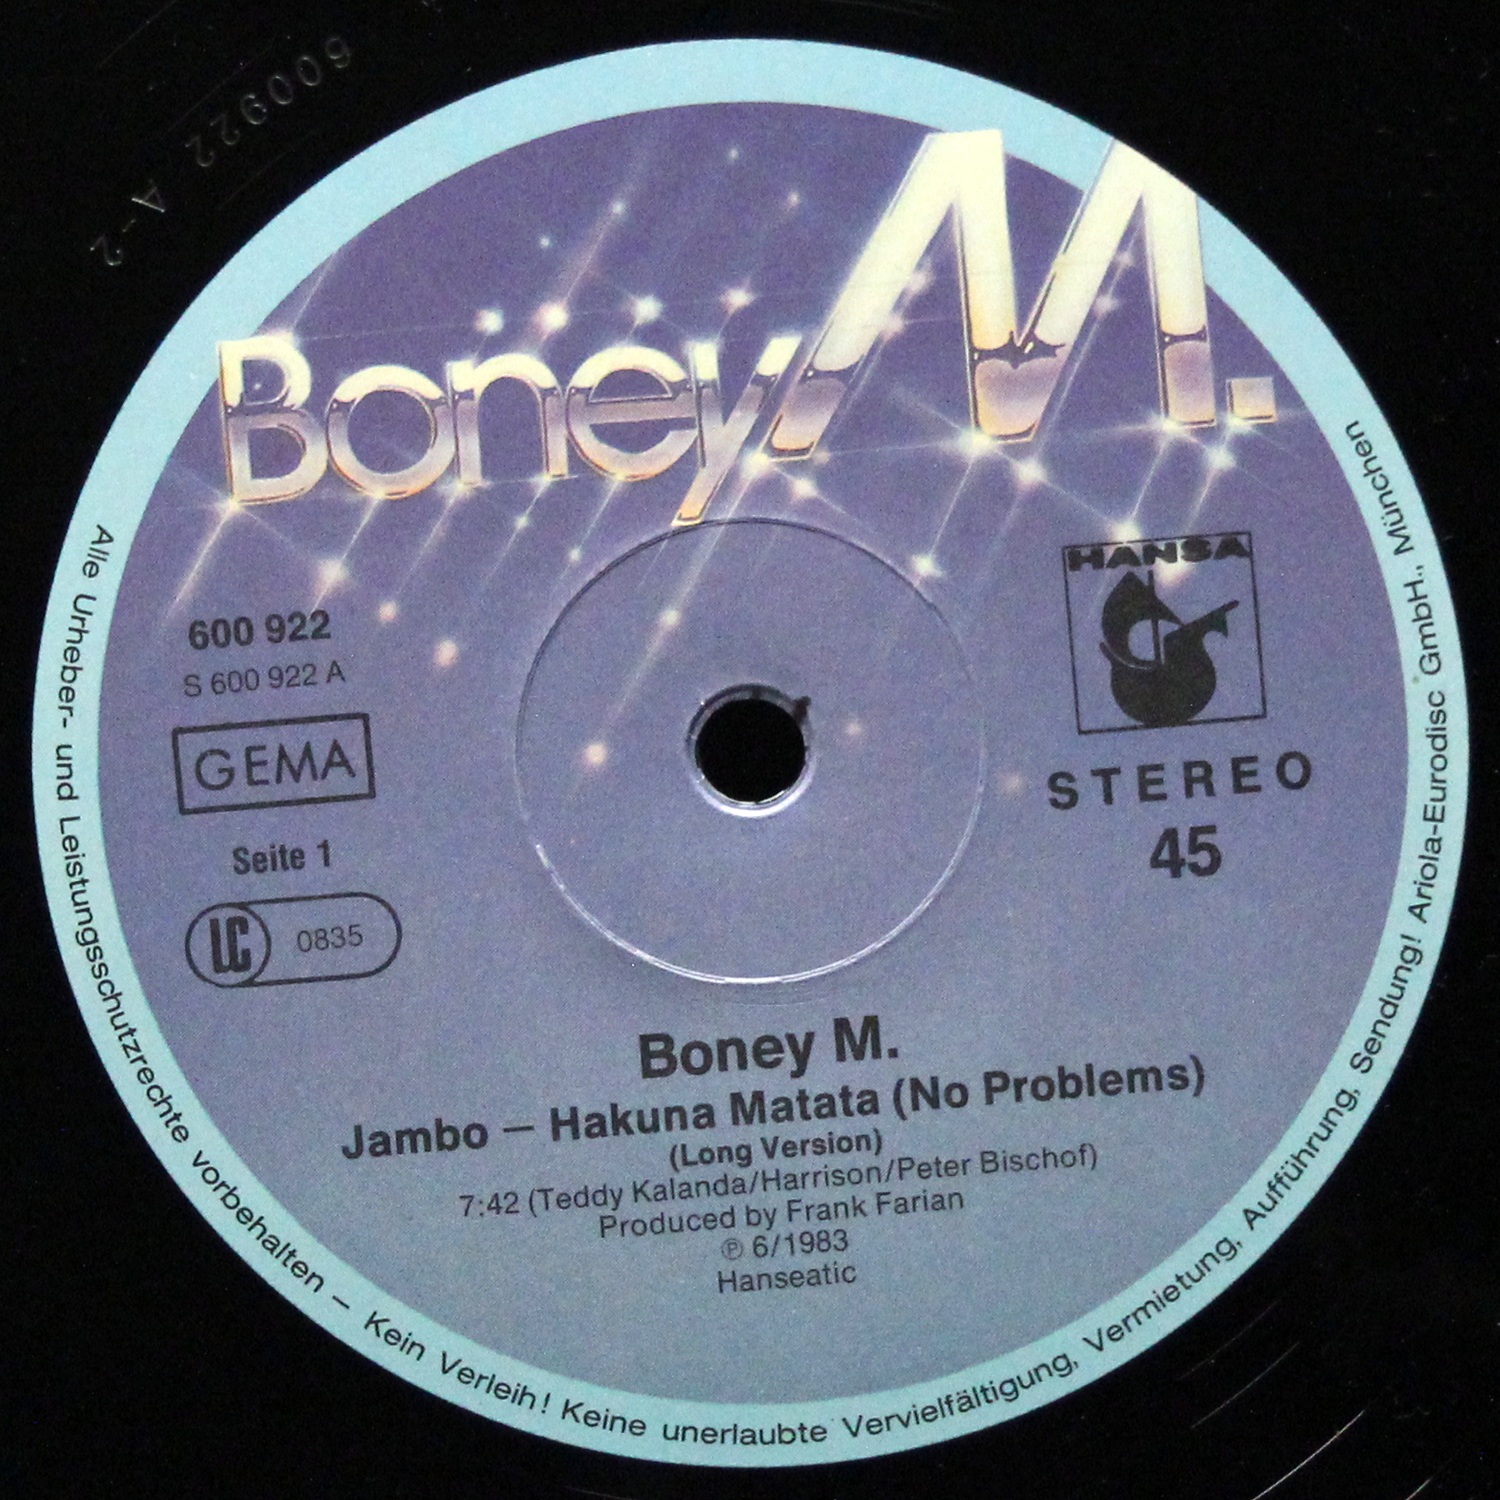 600922 A-2
Boney M.
HANSA
600 922
S 600 922 A
GEMA
STEREO
45
Seite 1
LC 0835
Boney M.
Jambo – Hakuna Matata (No Problems)
(Long Version)
7:42 (Teddy Kalanda/Harrison/Peter Bischof)
Produced by Frank Farian
℗ 6/1983
Hanseatic
Alle Urheber- und Leistungsschutzrechte vorbehalten – Kein Verleih! Keine unerlaubte Vervielfältigung, Vermietung, Aufführung, Sendung! Ariola-Eurodisc GmbH., München